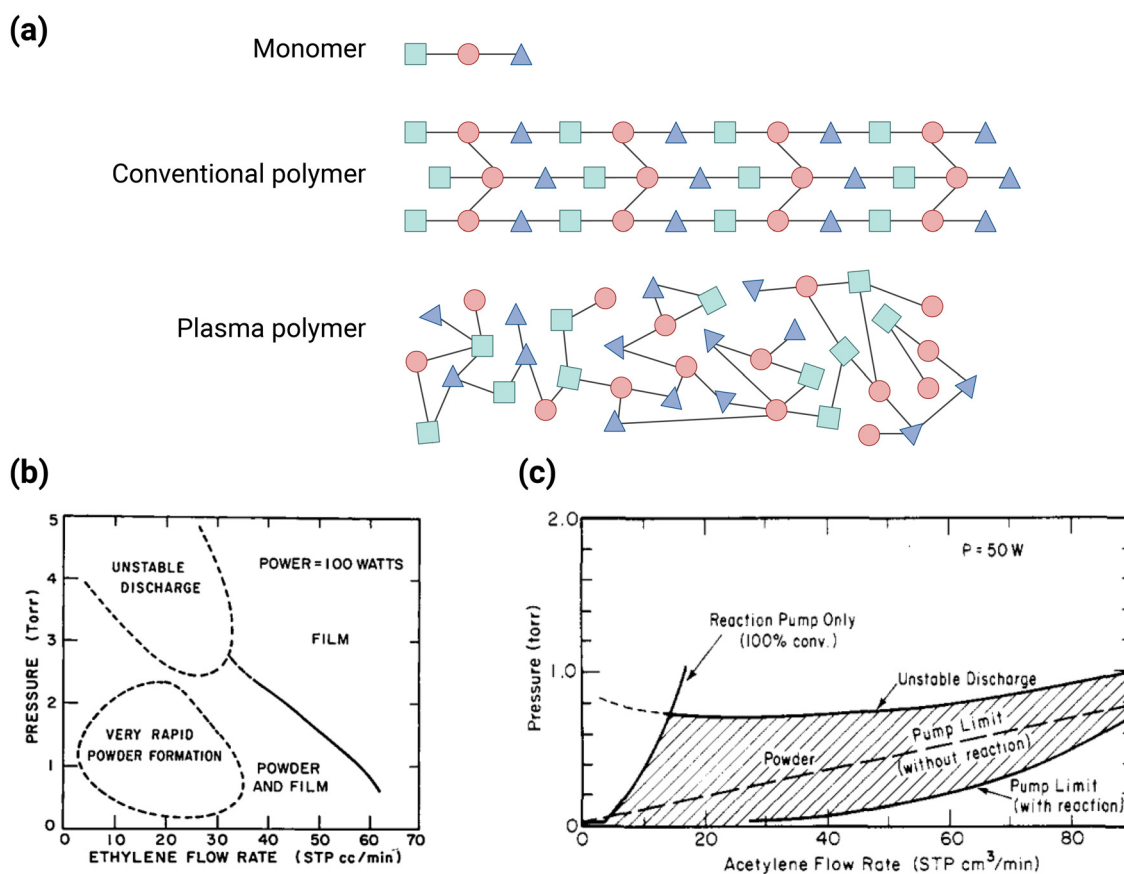 (a)
Monomer
Conventional polymer
Plasma polymer
(b)
5
4
3
2
1
0
PRESSURE (Torr)
UNSTABLE
DISCHARGE
POWER = 100 WATTS
FILM
VERY RAPID
POWDER FORMATION
POWDER
AND FILM
0 10 20 30 40 50 60 70
ETHYLENE FLOW RATE (STP cc/min)
(c)
2.0
1.0
0
Pressure (torr)
P = 50 W
Reaction Pump Only
(100% conv.)
Unstable Discharge
Powder
Pump Limit
(without reaction)
Pump Limit
(with reaction)
0 20 40 60 80
Acetylene Flow Rate (STP cm³/min)